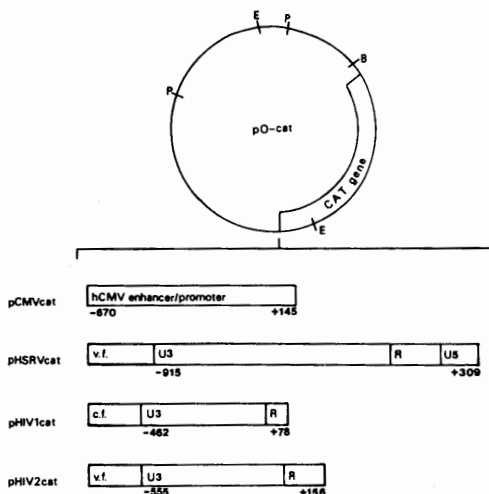 E P
B
P
pO-cat
CAT gene
E
pCMVcat hCMV enhancer/promoter
-670 +145
pHSRVcat v.f. U3 R U5
-915 +309
pHIV1cat c.f. U3 R
-462 +78
pHIV2cat v.f. U3 R
-555 +156